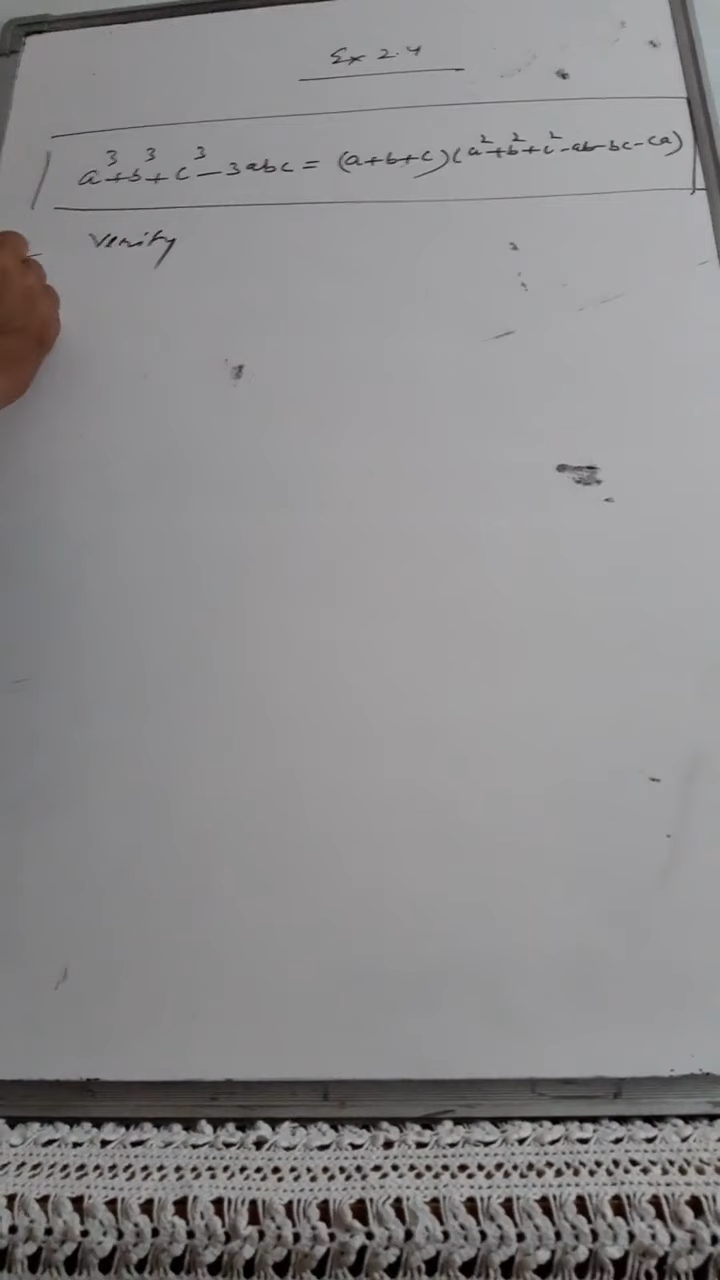 Ex 2.4
a³+b³+c³-3abc = (a+b+c)(a²+b²+c²-ab-bc-ca)
Verify